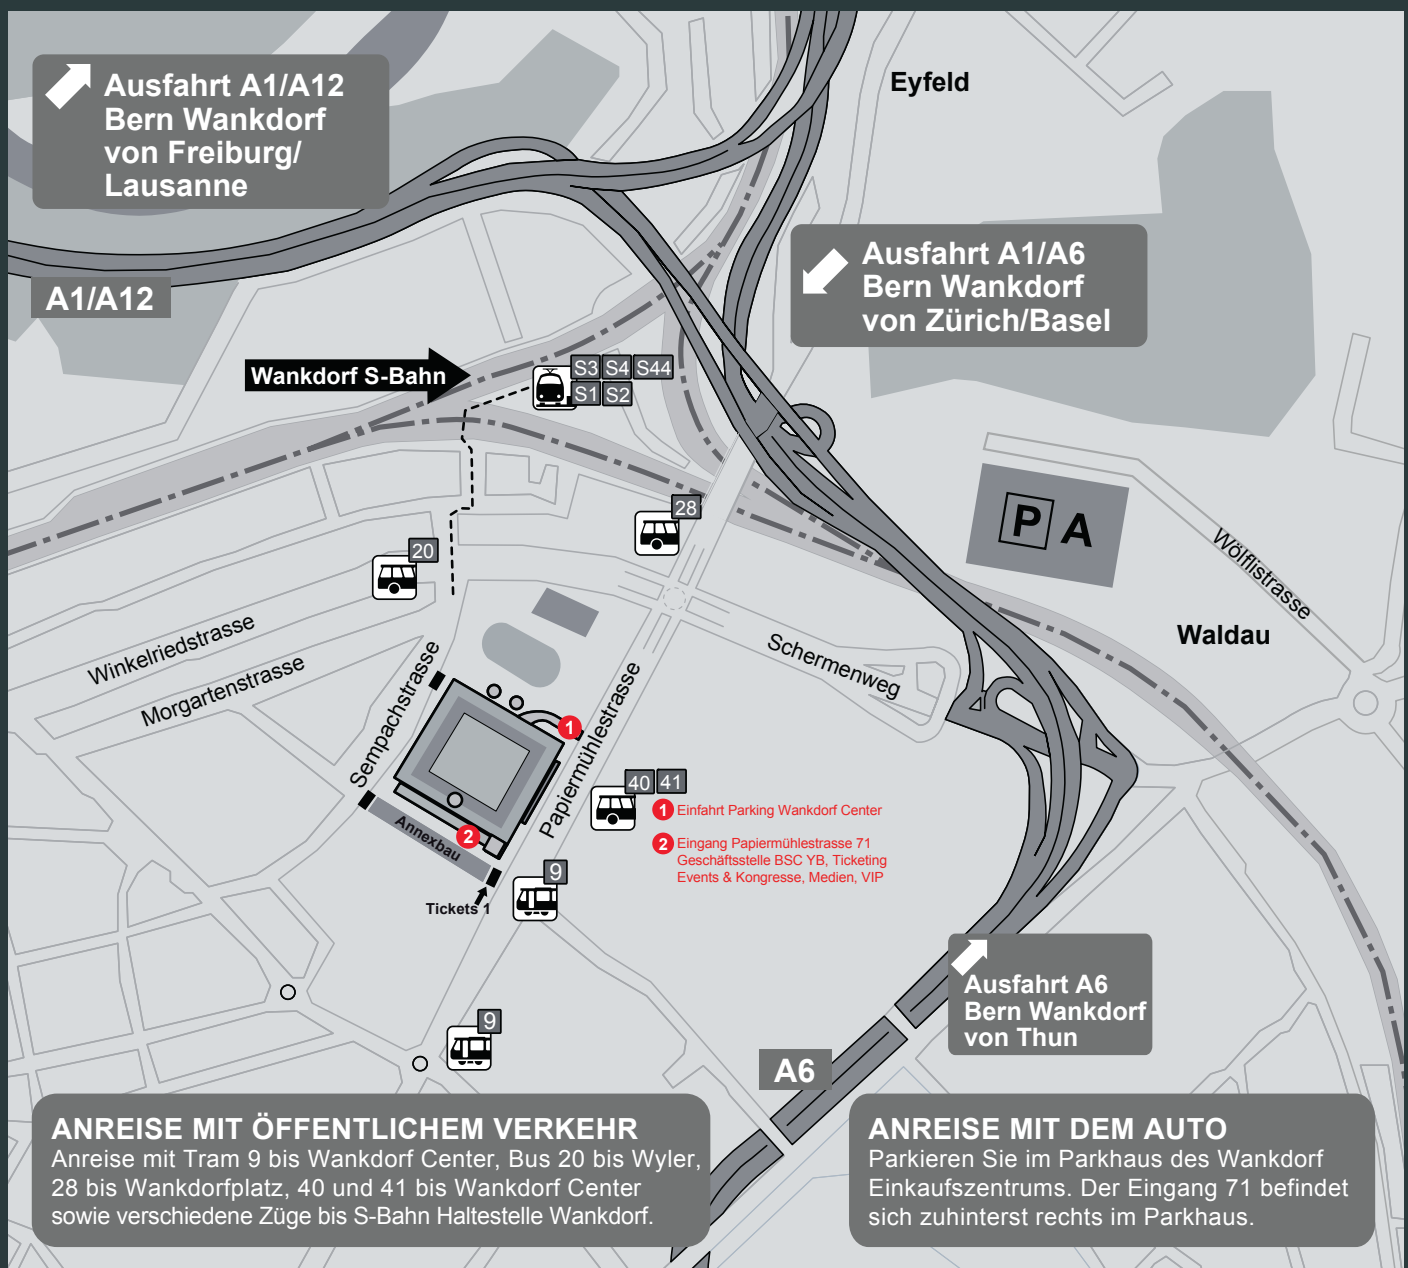 Ausfahrt A1/A12
Bern Wankdorf
von Freiburg/
Lausanne
Eyfeld
Ausfahrt A1/A6
Bern Wankdorf
von Zürich/Basel
A1/A12
Wankdorf S-Bahn
S3 S4 S44
S1 S2
P A
28
20
Wölflistrasse
Waldau
Winkelriedstrasse
Morgartenstrasse
Sempachstrasse
Schermenweg
Papiermühlestrasse
1
40 41
1 Einfahrt Parking Wankdorf Center
2 Eingang Papiermühlestrasse 71
Geschäftsstelle BSC YB, Ticketing
Events & Kongresse, Medien, VIP
Annexbau
2
9
Tickets 1
Ausfahrt A6
Bern Wankdorf
von Thun
9
A6
ANREISE MIT ÖFFENTLICHEM VERKEHR
Anreise mit Tram 9 bis Wankdorf Center, Bus 20 bis Wyler,
28 bis Wankdorfplatz, 40 und 41 bis Wankdorf Center
sowie verschiedene Züge bis S-Bahn Haltestelle Wankdorf.
ANREISE MIT DEM AUTO
Parkieren Sie im Parkhaus des Wankdorf
Einkaufszentrums. Der Eingang 71 befindet
sich zuhinterst rechts im Parkhaus.